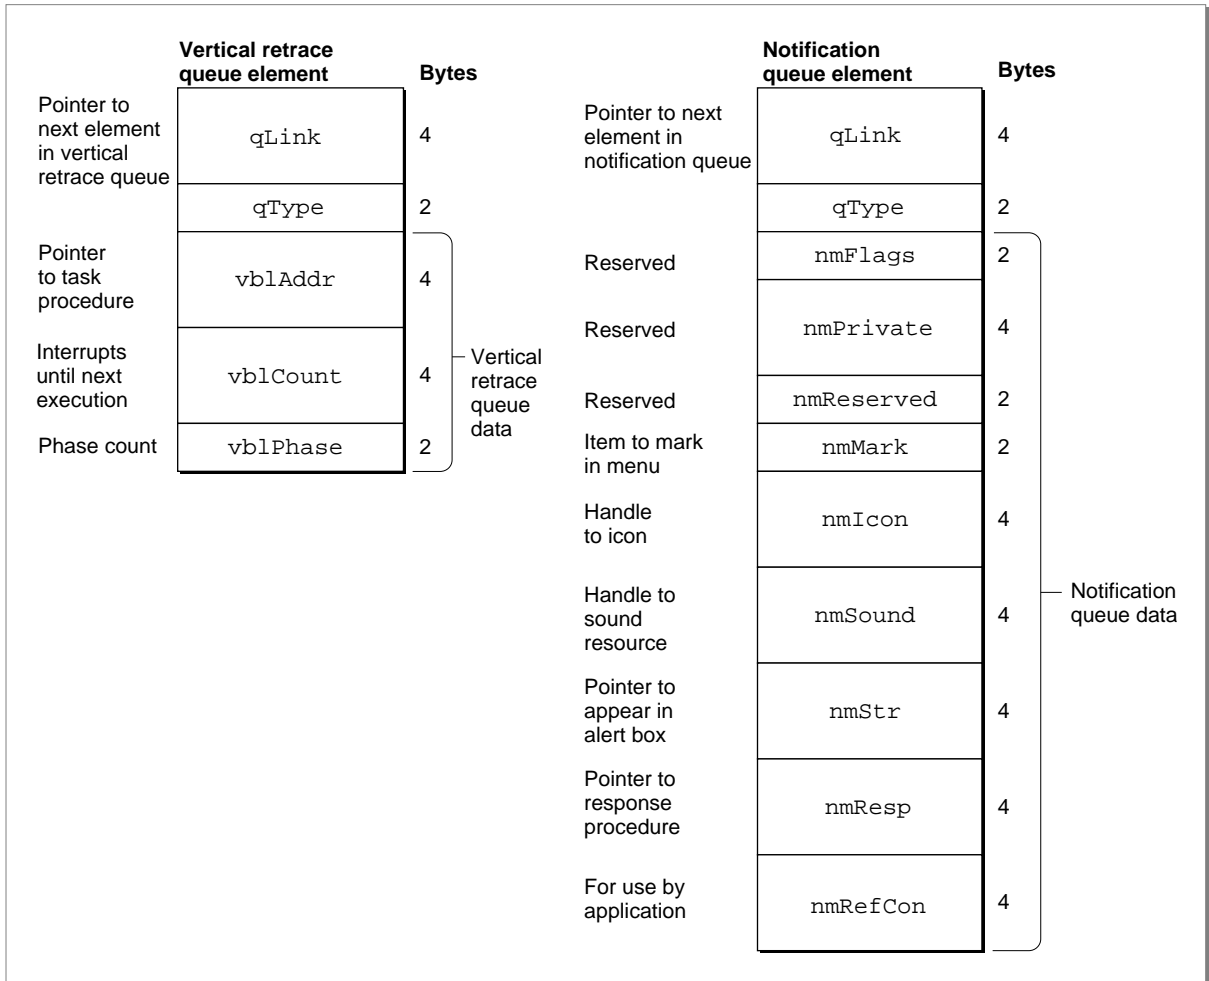 Vertical retrace
queue element
Bytes
Pointer to
next element
in vertical
retrace queue
qLink
4
qType
2
Pointer
to task
procedure
vblAddr
4
Interrupts
until next
execution
vblCount
4
Phase count
vblPhase
2
Vertical
retrace
queue
data
Notification
queue element
Bytes
Pointer to next
element in
notification queue
qLink
4
qType
2
Reserved
nmFlags
2
Reserved
nmPrivate
4
Reserved
nmReserved
2
Item to mark
in menu
nmMark
2
Handle
to icon
nmIcon
4
Handle to
sound
resource
nmSound
4
Pointer to
appear in
alert box
nmStr
4
Pointer to
response
procedure
nmResp
4
For use by
application
nmRefCon
4
Notification
queue data